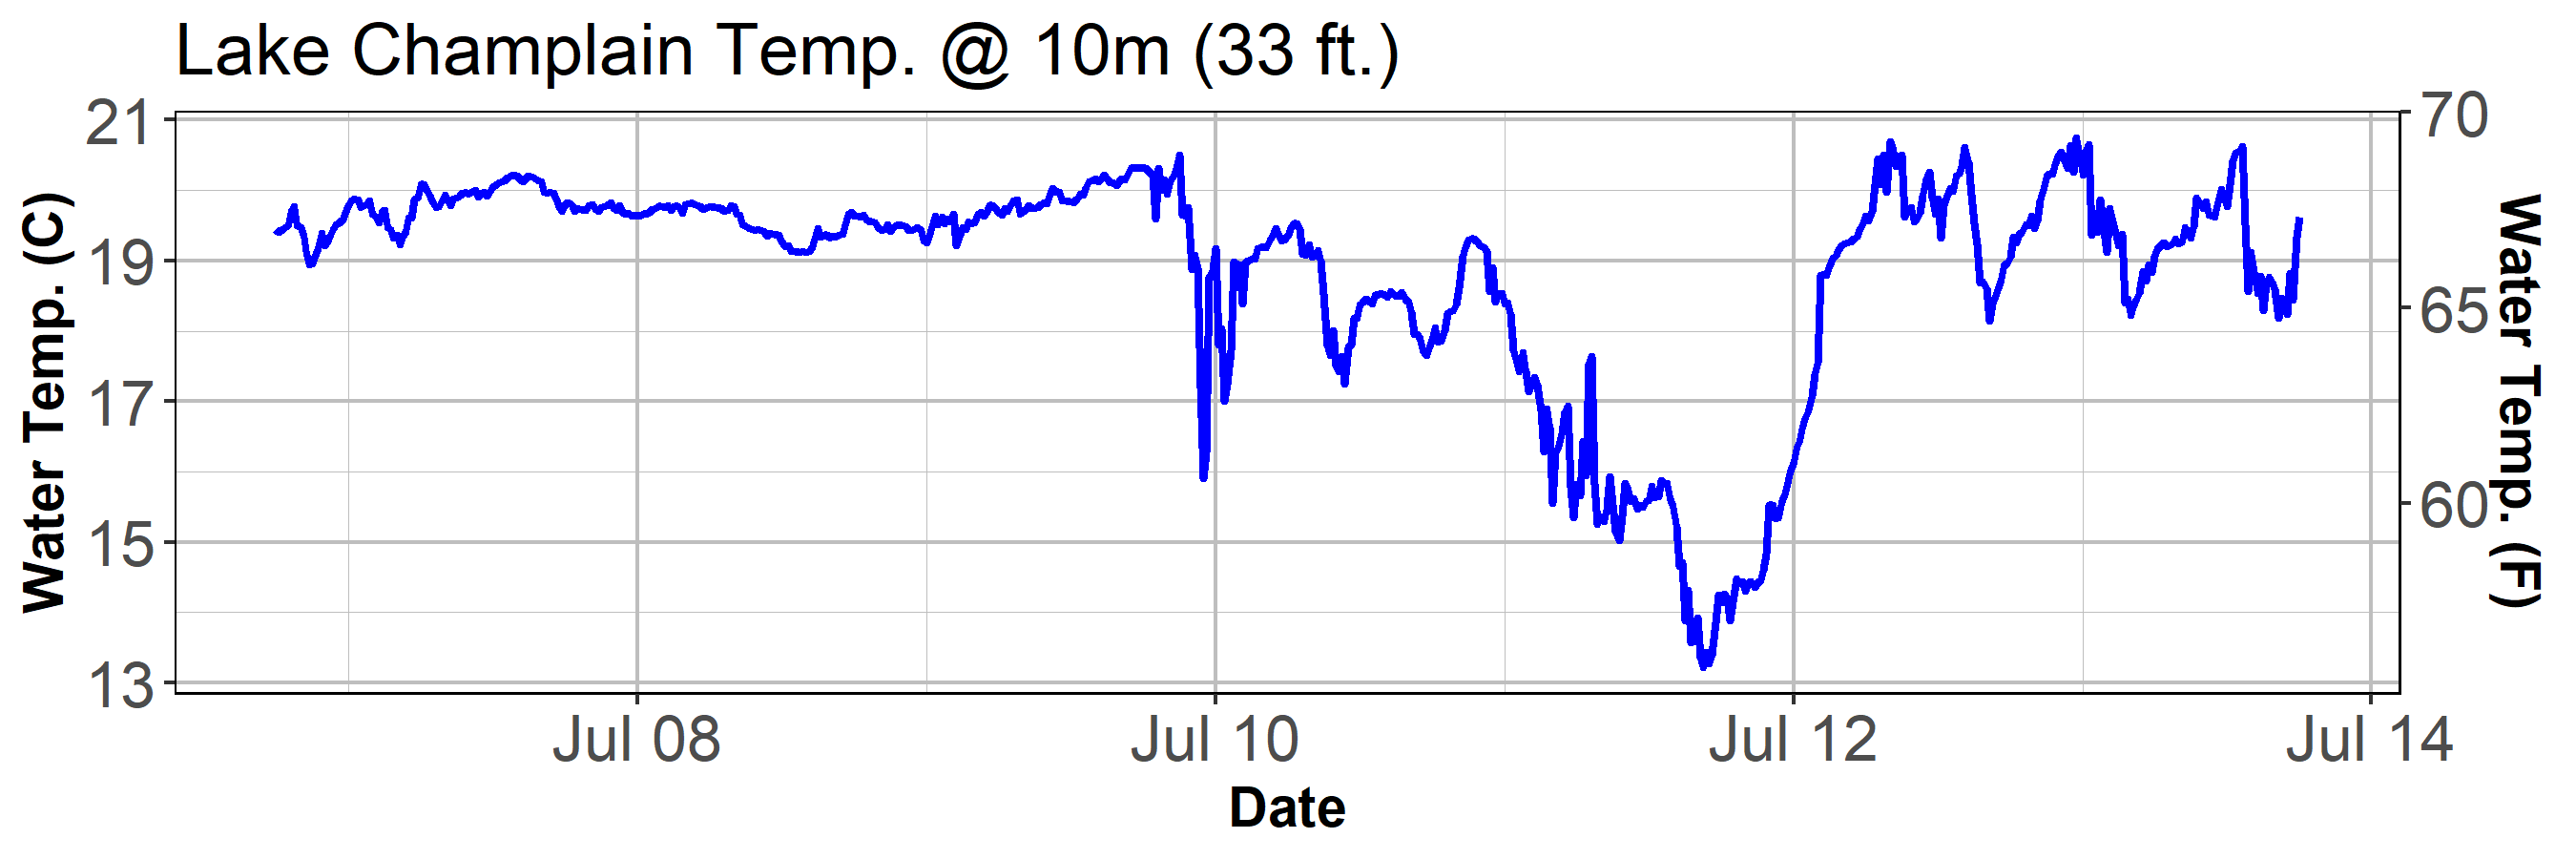 Lake Champlain Temp. @ 10m (33 ft.)
Water Temp. (C)
21
19
17
15
13
70
65
60
Water Temp. (F)
Jul 08
Jul 10
Jul 12
Jul 14
Date